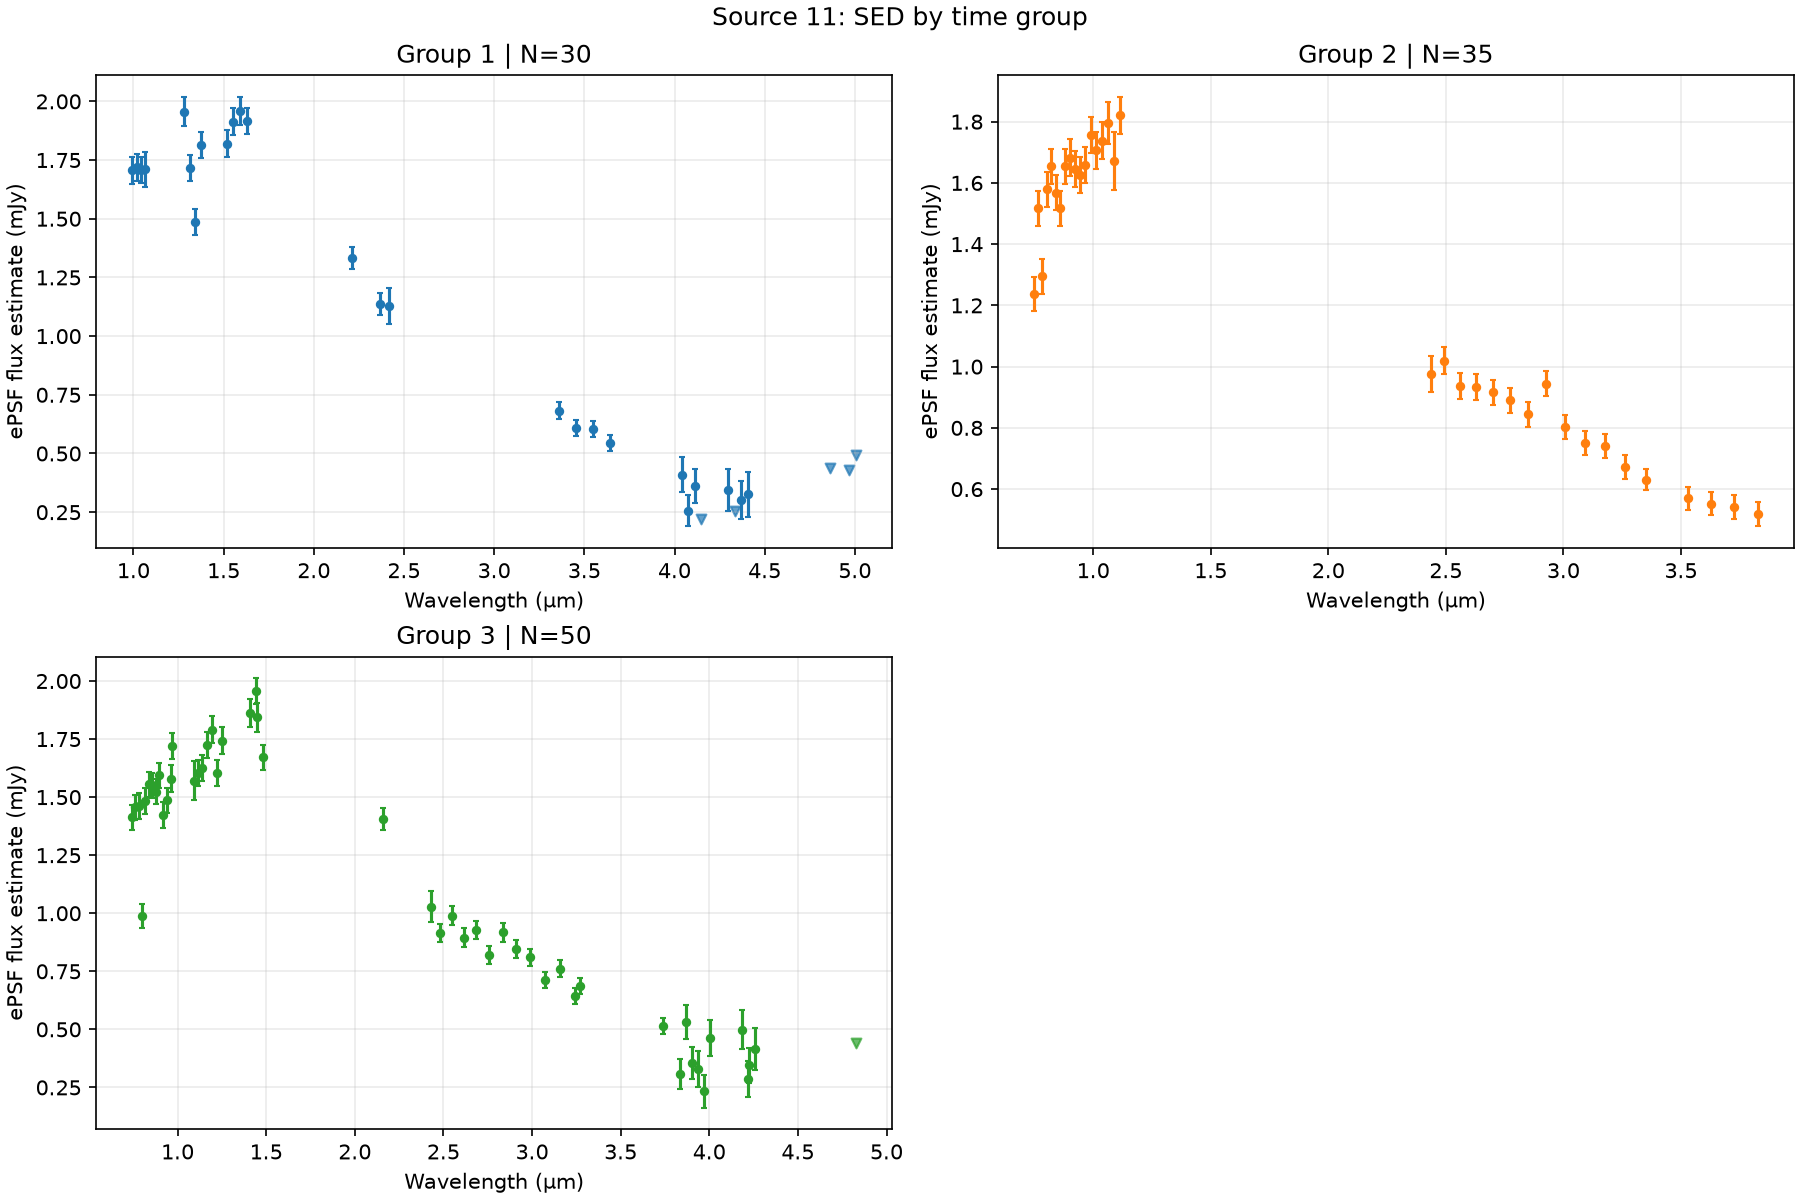 Source 11: SED by time group
Group 1 | N=30
ePSF flux estimate (mJy)
2.00
1.75
1.50
1.25
1.00
0.75
0.50
0.25
1.0 1.5 2.0 2.5 3.0 3.5 4.0 4.5 5.0
Wavelength (μm)
Group 2 | N=35
ePSF flux estimate (mJy)
1.8
1.6
1.4
1.2
1.0
0.8
0.6
1.0 1.5 2.0 2.5 3.0 3.5
Wavelength (μm)
Group 3 | N=50
ePSF flux estimate (mJy)
2.00
1.75
1.50
1.25
1.00
0.75
0.50
0.25
1.0 1.5 2.0 2.5 3.0 3.5 4.0 4.5 5.0
Wavelength (μm)